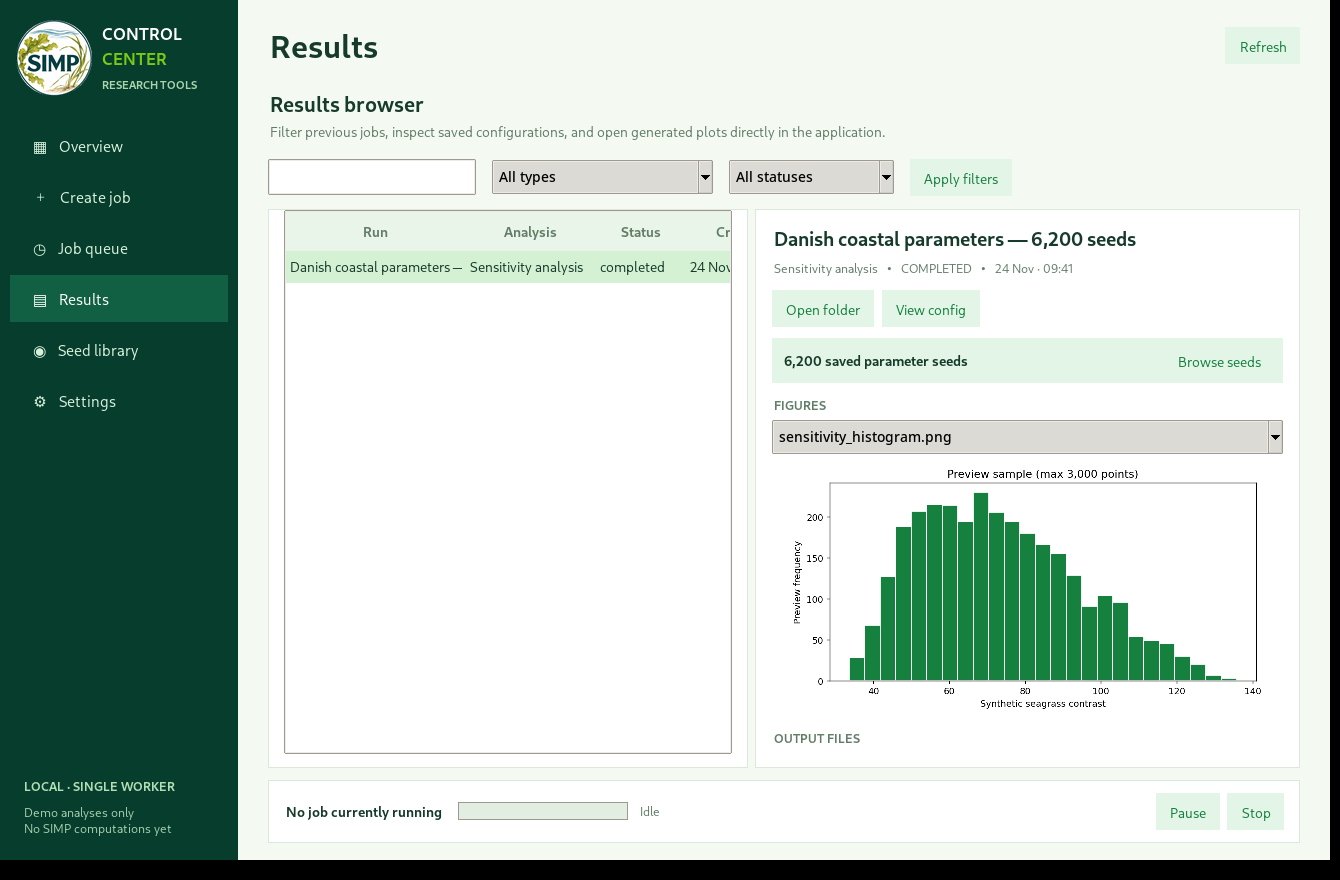 SIMP
CONTROL
CENTER
RESEARCH TOOLS
Overview
Create job
Job queue
Results
Seed library
Settings
LOCAL · SINGLE WORKER
Demo analyses only
No SIMP computations yet
Results
Refresh
Results browser
Filter previous jobs, inspect saved configurations, and open generated plots directly in the application.
All types
All statuses
Apply filters
Run Analysis Status Cr
Danish coastal parameters — Sensitivity analysis completed 24 Nov
Danish coastal parameters — 6,200 seeds
Sensitivity analysis • COMPLETED • 24 Nov · 09:41
Open folder
View config
6,200 saved parameter seeds
Browse seeds
FIGURES
sensitivity_histogram.png
Preview sample (max 3,000 points)
Preview frequency
200
150
100
50
0
40 60 80 100 120 140
Synthetic seagrass contrast
OUTPUT FILES
No job currently running
Idle
Pause
Stop